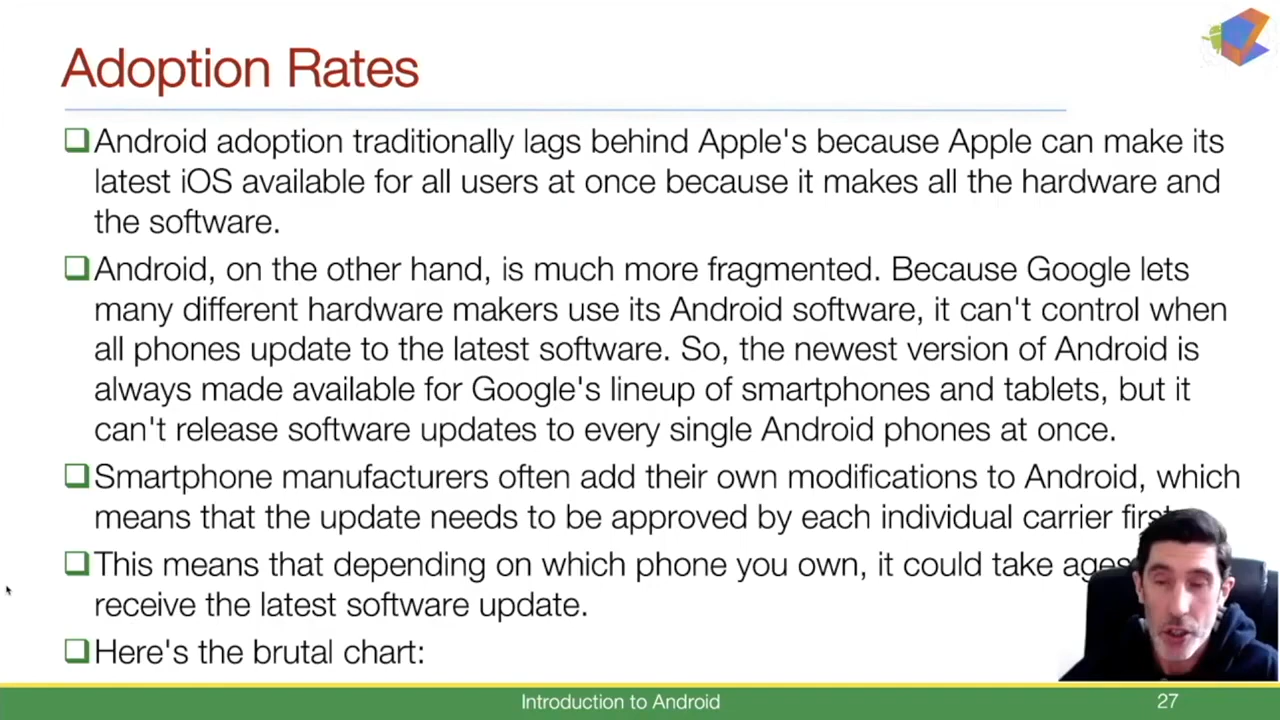 Adoption Rates
Android adoption traditionally lags behind Apple's because Apple can make its
latest iOS available for all users at once because it makes all the hardware and
the software.
Android, on the other hand, is much more fragmented. Because Google lets
many different hardware makers use its Android software, it can't control when
all phones update to the latest software. So, the newest version of Android is
always made available for Google's lineup of smartphones and tablets, but it
can't release software updates to every single Android phones at once.
Smartphone manufacturers often add their own modifications to Android, which
means that the update needs to be approved by each individual carrier first
This means that depending on which phone you own, it could take ages
receive the latest software update.
Here's the brutal chart:
Introduction to Android
27